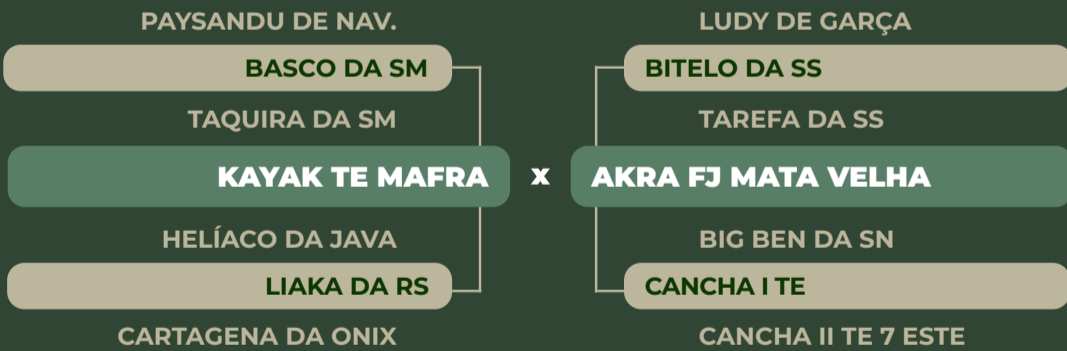 PAYSANDU DE NAV.
BASCO DA SM
TAQUIRA DA SM
KAYAK TE MAFRA
HELÍACO DA JAVA
LIAKA DA RS
CARTAGENA DA ONIX
x
LUDY DE GARÇA
BITELO DA SS
TAREFA DA SS
AKRA FJ MATA VELHA
BIG BEN DA SN
CANCHA I TE
CANCHA II TE 7 ESTE